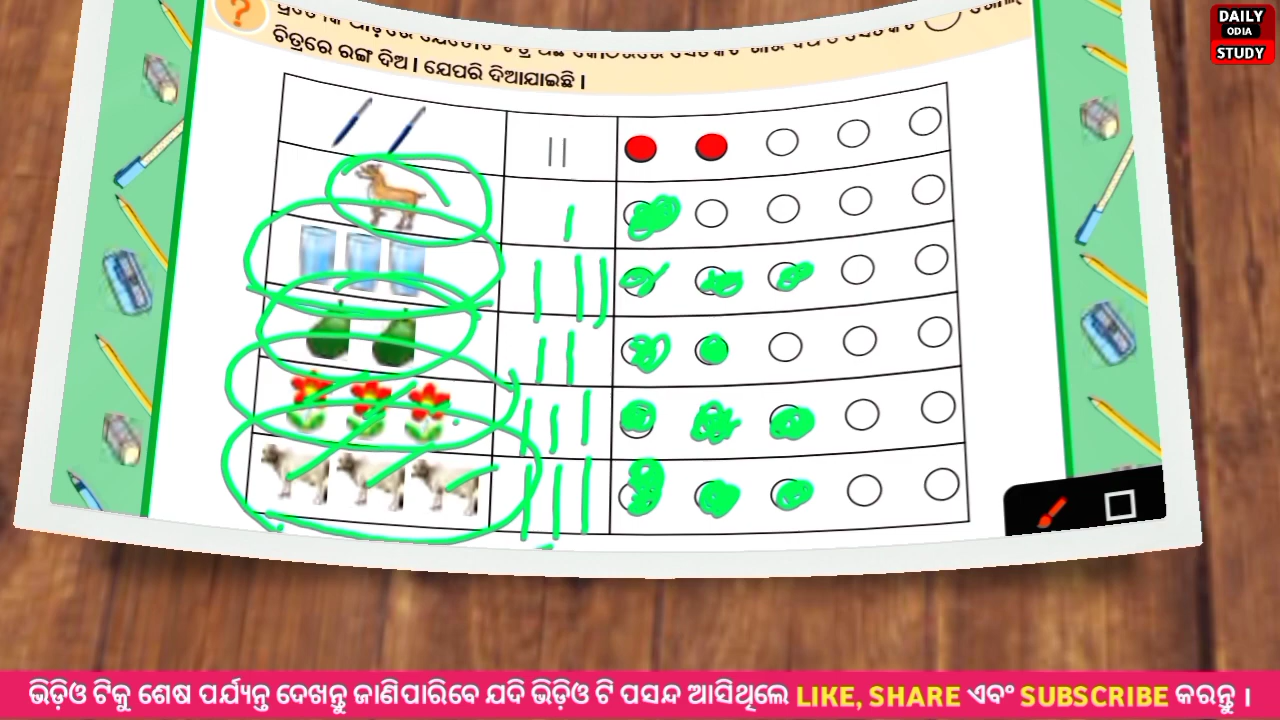 DAILY
ODIA
STUDY
ଚିତ୍ରରେ ରଙ୍ଗ ଦିଅ । ଯେପରି ଦିଆଯାଇଛି ।
ଭିଡ଼ିଓ ଟିକୁ ଶେଷ ପର୍ଯ୍ୟନ୍ତ ଦେଖନ୍ତୁ ଜାଣିପାରିବେ ଯଦି ଭିଡ଼ିଓ ଟି ପସନ୍ଦ ଆସିଥିଲେ LIKE, SHARE ଏବଂ SUBSCRIBE କରନ୍ତୁ ।